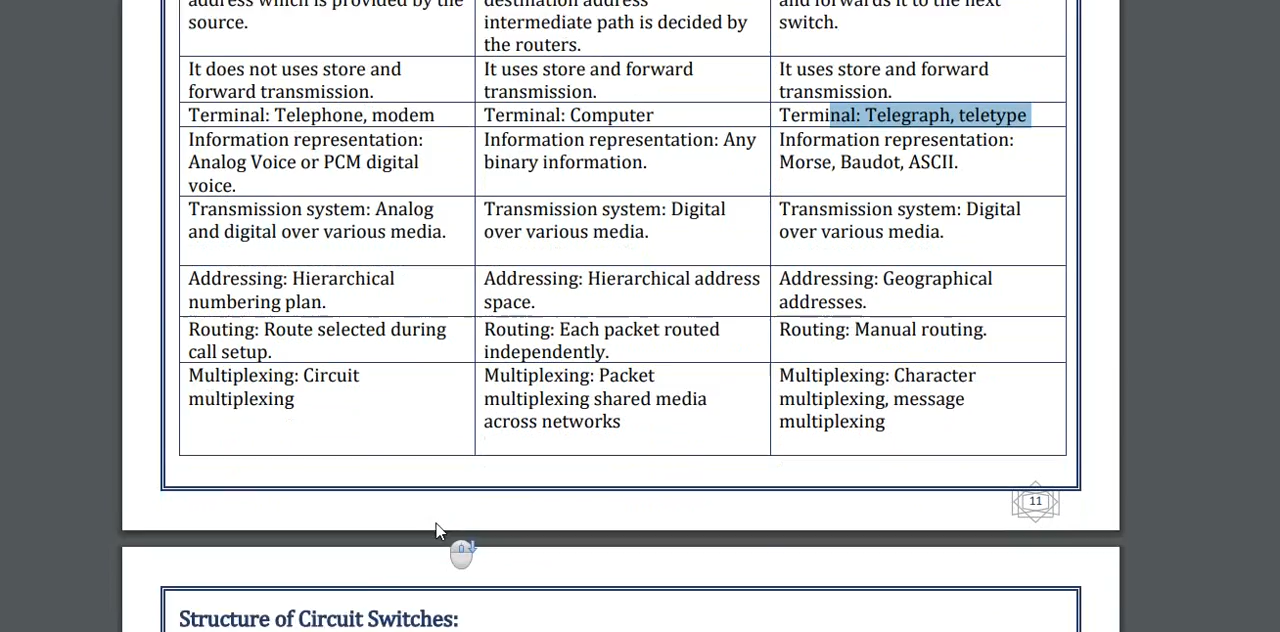 address which is provided by the
source.
destination address
intermediate path is decided by
the routers.
and forwards it to the next
switch.
It does not uses store and
forward transmission.
It uses store and forward
transmission.
It uses store and forward
transmission.
Terminal: Telephone, modem
Terminal: Computer
Terminal: Telegraph, teletype
Information representation:
Analog Voice or PCM digital
voice.
Information representation: Any
binary information.
Information representation:
Morse, Baudot, ASCII.
Transmission system: Analog
and digital over various media.
Transmission system: Digital
over various media.
Transmission system: Digital
over various media.
Addressing: Hierarchical
numbering plan.
Addressing: Hierarchical address
space.
Addressing: Geographical
addresses.
Routing: Route selected during
call setup.
Routing: Each packet routed
independently.
Routing: Manual routing.
Multiplexing: Circuit
multiplexing
Multiplexing: Packet
multiplexing shared media
across networks
Multiplexing: Character
multiplexing, message
multiplexing
11
Structure of Circuit Switches: